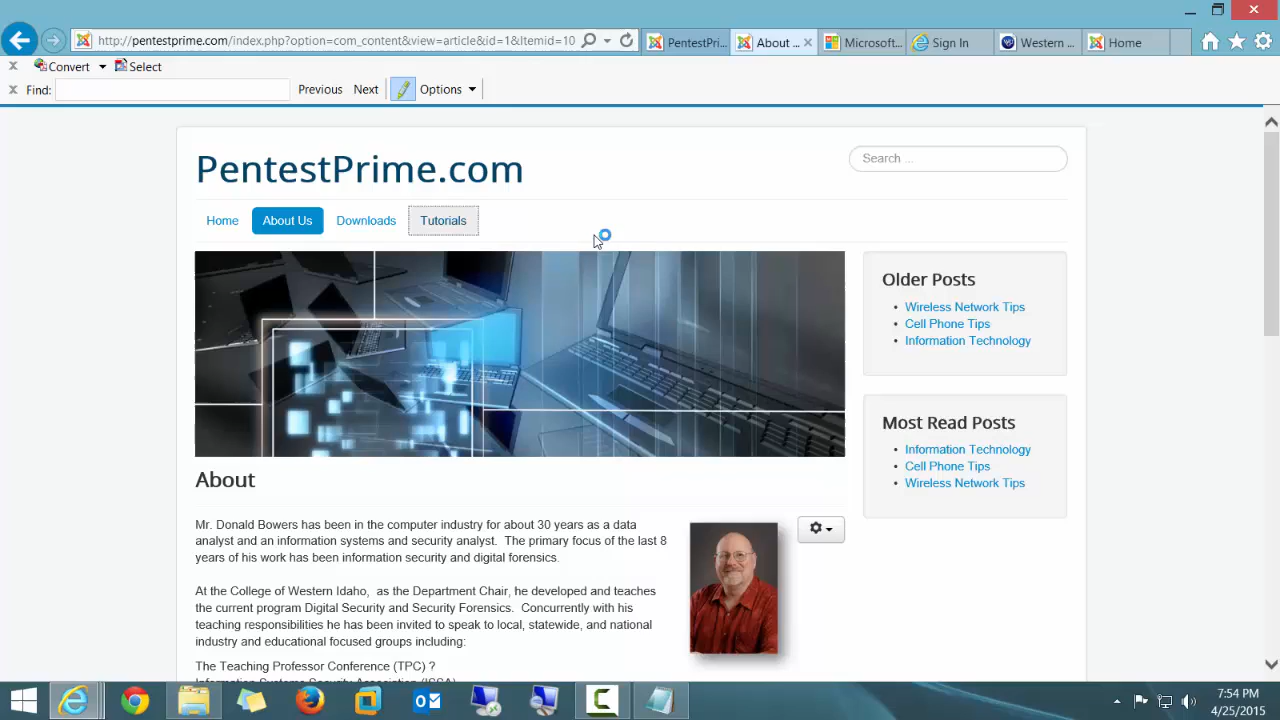 http://pentestprime.com/index.php?option=com_content&view=article&id=1&Itemid=10
PentestPri...
About ...
Microsoft...
Sign In
Western ...
Home
Convert
Select
Find:
Previous
Next
Options
PentestPrime.com
Search ...
Home
About Us
Downloads
Tutorials
Older Posts
• Wireless Network Tips
• Cell Phone Tips
• Information Technology
Most Read Posts
• Information Technology
• Cell Phone Tips
• Wireless Network Tips
About
Mr. Donald Bowers has been in the computer industry for about 30 years as a data
analyst and an information systems and security analyst. The primary focus of the last 8
years of his work has been information security and digital forensics.
At the College of Western Idaho, as the Department Chair, he developed and teaches
the current program Digital Security and Security Forensics. Concurrently with his
teaching responsibilities he has been invited to speak to local, statewide, and national
industry and educational focused groups including:
The Teaching Professor Conference (TPC) ?
Information Systems Security Association (ISSA)
7:54 PM
4/25/2015